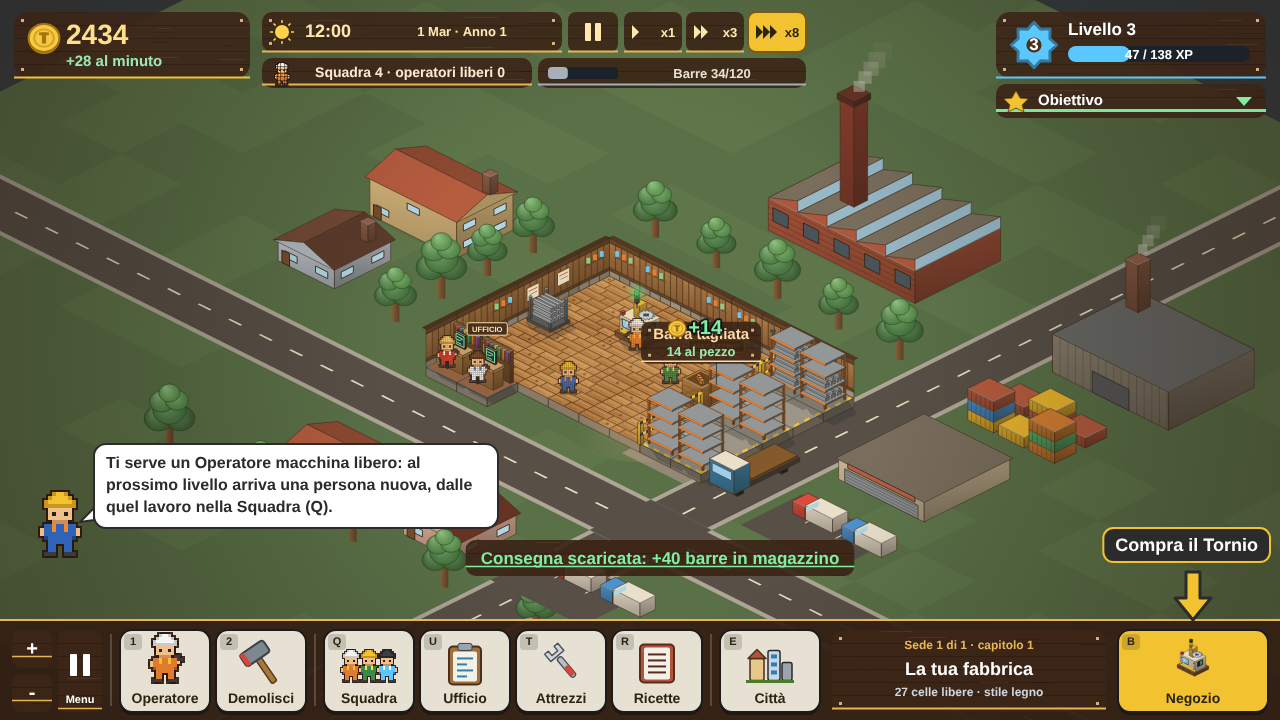 2434
+28 al minuto
12:00
1 Mar · Anno 1
x1
x3
x8
Squadra 4 · operatori liberi 0
Barre 34/120
3
Livello 3
47 / 138 XP
Obiettivo
UFFICIO
+14
Barra tagliata
14 al pezzo
Ti serve un Operatore macchina libero: al
prossimo livello arriva una persona nuova, dalle
quel lavoro nella Squadra (Q).
Consegna scaricata: +40 barre in magazzino
Compra il Tornio
+
-
Menu
1
Operatore
2
Demolisci
Q
Squadra
U
Ufficio
T
Attrezzi
R
Ricette
E
Città
Sede 1 di 1 · capitolo 1
La tua fabbrica
27 celle libere · stile legno
B
Negozio